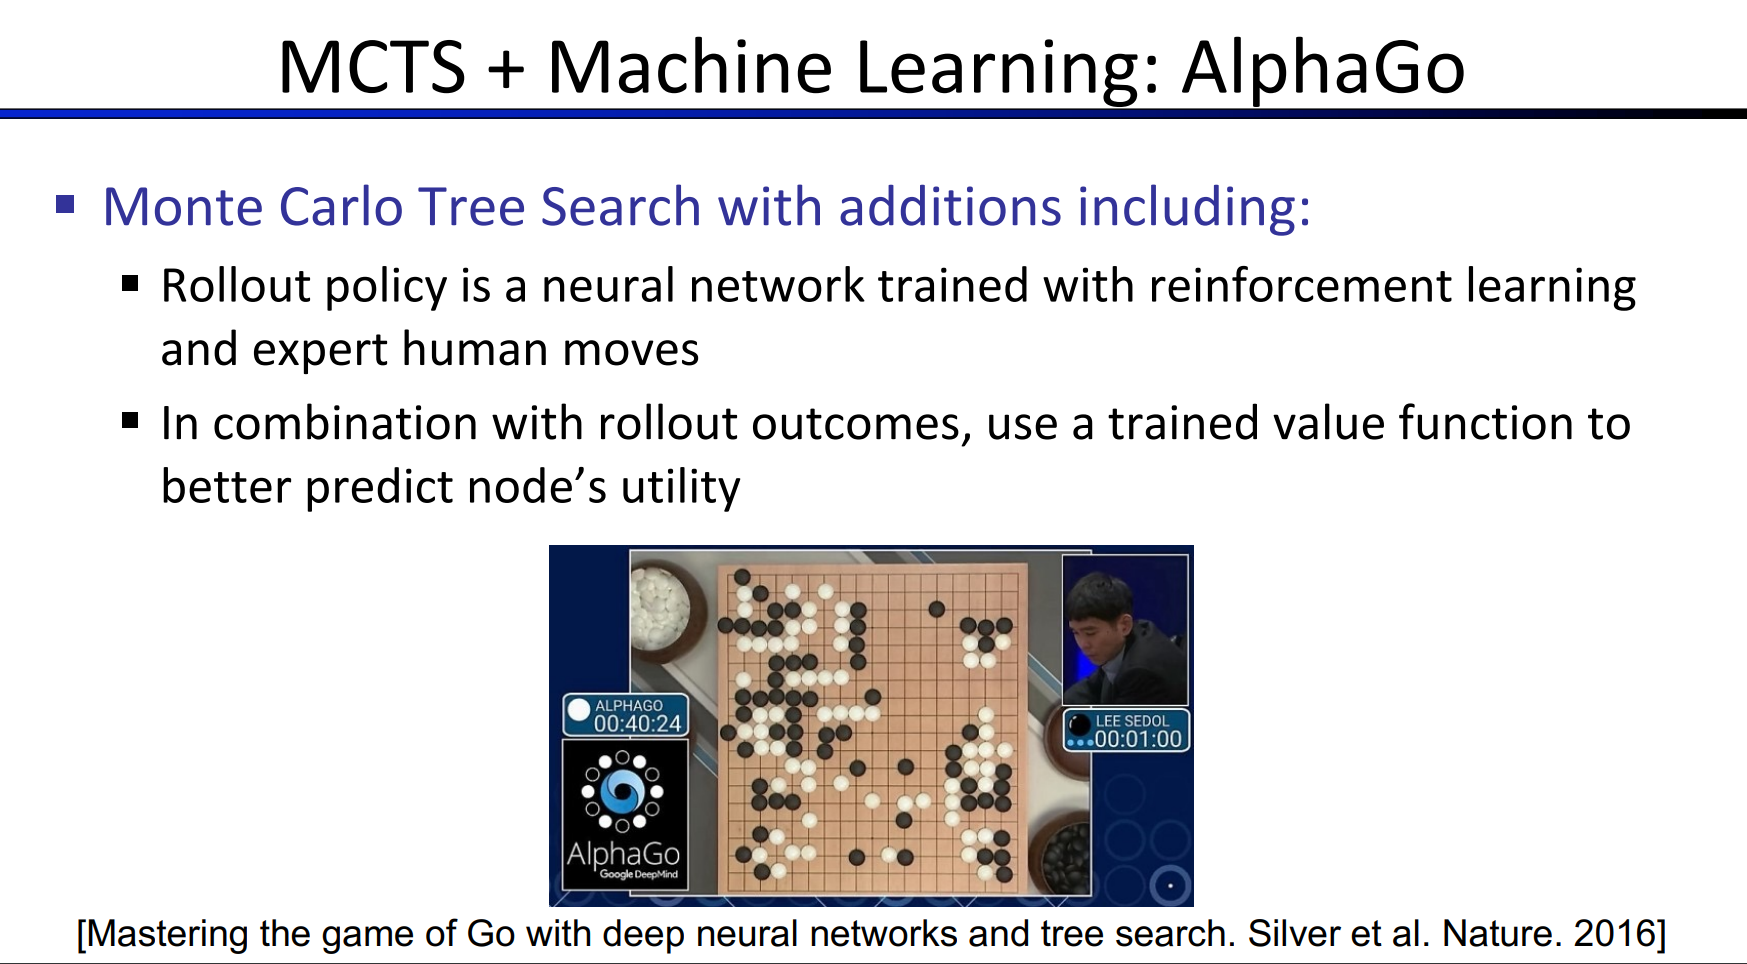 MCTS + Machine Learning: AlphaGo
Monte Carlo Tree Search with additions including:
Rollout policy is a neural network trained with reinforcement learning
and expert human moves
In combination with rollout outcomes, use a trained value function to
better predict node’s utility
ALPHAGO
00:40:24
LEE SEDOL
00:01:00
AlphaGo
Google DeepMind
[Mastering the game of Go with deep neural networks and tree search. Silver et al. Nature. 2016]